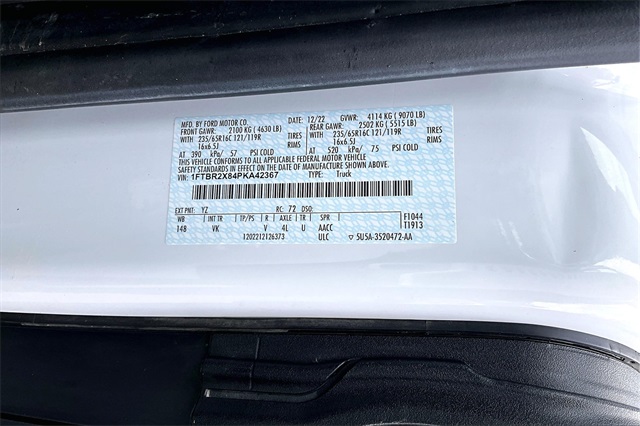 MFD. BY FORD MOTOR CO. 12/22 GVWR: 4114 KG ( 9070 LB)
FRONT GAWR: 2100 KG ( 4630 LB) REAR GAWR: 2502 KG ( 5515 LB)
WITH 235/65R16C 121/119R TIRES WITH 235/65R16C 121/119R TIRES
16x6.5J RIMS 16x6.5J RIMS
AT 390 kPa/ 57 PSI COLD AT 520 kPa/ 75 PSI COLD
THIS VEHICLE CONFORMS TO ALL APPLICABLE FEDERAL MOTOR VEHICLE
SAFETY STANDARDS IN EFFECT ON THE DATE OF MANUFACTURE SHOWN ABOVE.
VIN: 1FTBR2X84PKA42367 TYPE: Truck
EXT PNT: YZ RC: 72 DSO:
WB INT TR TP/PS R AXLE TR SPR F1044
148 VK V 4L U AACC T1913
1202212126373 ULC ▽ 5U5A-3520472-AA